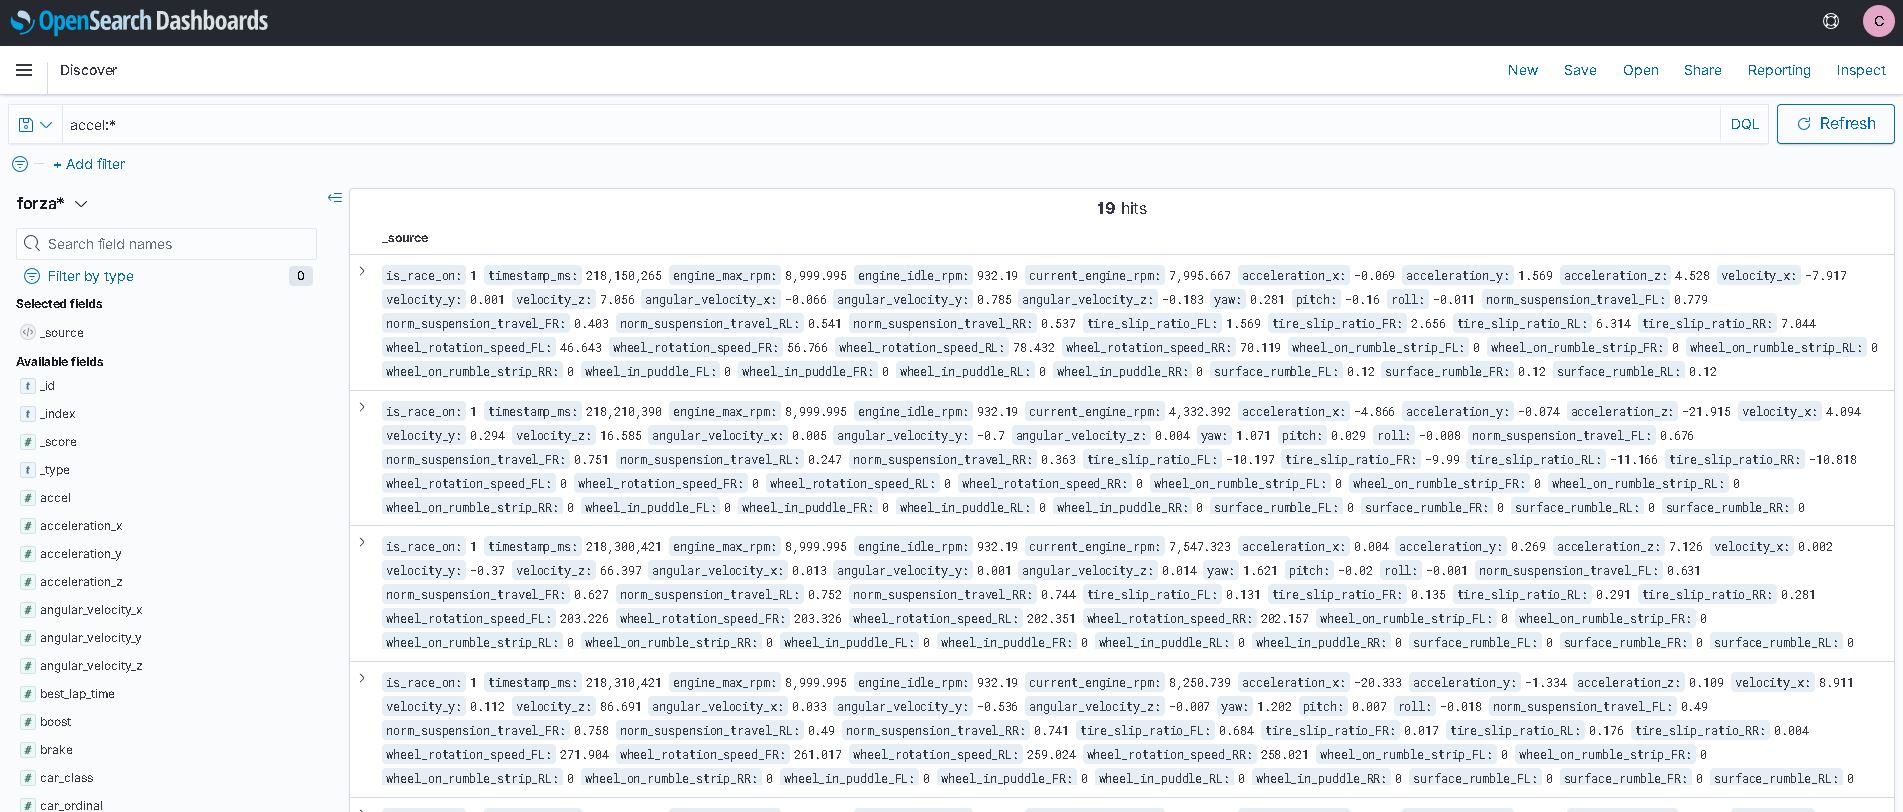 OpenSearch Dashboards
C
Discover
New Save Open Share Reporting Inspect
accel:*
DQL
Refresh
+ Add filter
forza*
Search field names
Filter by type 0
Selected fields
_source
Available fields
t _id
t _index
# _score
t _type
# accel
# acceleration_x
# acceleration_y
# acceleration_z
# angular_velocity_x
# angular_velocity_y
# angular_velocity_z
# best_lap_time
# boost
# brake
# car_class
# car_ordinal
19 hits
_source
is_race_on: 1 timestamp_ms: 218,150,265 engine_max_rpm: 8,999.995 engine_idle_rpm: 932.19 current_engine_rpm: 7,995.667 acceleration_x: -0.069 acceleration_y: 1.569 acceleration_z: 4.528 velocity_x: -7.917
velocity_y: 0.001 velocity_z: 7.056 angular_velocity_x: -0.066 angular_velocity_y: 0.785 angular_velocity_z: -0.183 yaw: 0.281 pitch: -0.16 roll: -0.011 norm_suspension_travel_FL: 0.779
norm_suspension_travel_FR: 0.403 norm_suspension_travel_RL: 0.541 norm_suspension_travel_RR: 0.537 tire_slip_ratio_FL: 1.569 tire_slip_ratio_FR: 2.656 tire_slip_ratio_RL: 6.314 tire_slip_ratio_RR: 7.044
wheel_rotation_speed_FL: 46.643 wheel_rotation_speed_FR: 56.766 wheel_rotation_speed_RL: 78.432 wheel_rotation_speed_RR: 70.119 wheel_on_rumble_strip_FL: 0 wheel_on_rumble_strip_FR: 0 wheel_on_rumble_strip_RL: 0
wheel_on_rumble_strip_RR: 0 wheel_in_puddle_FL: 0 wheel_in_puddle_FR: 0 wheel_in_puddle_RL: 0 wheel_in_puddle_RR: 0 surface_rumble_FL: 0.12 surface_rumble_FR: 0.12 surface_rumble_RL: 0.12
is_race_on: 1 timestamp_ms: 218,210,390 engine_max_rpm: 8,999.995 engine_idle_rpm: 932.19 current_engine_rpm: 4,332.392 acceleration_x: -4.866 acceleration_y: -0.074 acceleration_z: -21.915 velocity_x: 4.094
velocity_y: 0.294 velocity_z: 16.585 angular_velocity_x: 0.005 angular_velocity_y: -0.7 angular_velocity_z: 0.004 yaw: 1.071 pitch: 0.029 roll: -0.008 norm_suspension_travel_FL: 0.676
norm_suspension_travel_FR: 0.751 norm_suspension_travel_RL: 0.247 norm_suspension_travel_RR: 0.363 tire_slip_ratio_FL: -10.197 tire_slip_ratio_FR: -9.99 tire_slip_ratio_RL: -11.166 tire_slip_ratio_RR: -10.818
wheel_rotation_speed_FL: 0 wheel_rotation_speed_FR: 0 wheel_rotation_speed_RL: 0 wheel_rotation_speed_RR: 0 wheel_on_rumble_strip_FL: 0 wheel_on_rumble_strip_FR: 0 wheel_on_rumble_strip_RL: 0
wheel_on_rumble_strip_RR: 0 wheel_in_puddle_FL: 0 wheel_in_puddle_FR: 0 wheel_in_puddle_RL: 0 wheel_in_puddle_RR: 0 surface_rumble_FL: 0 surface_rumble_FR: 0 surface_rumble_RL: 0 surface_rumble_RR: 0
is_race_on: 1 timestamp_ms: 218,300,421 engine_max_rpm: 8,999.995 engine_idle_rpm: 932.19 current_engine_rpm: 7,547.323 acceleration_x: 0.004 acceleration_y: 0.269 acceleration_z: 7.126 velocity_x: 0.002
velocity_y: -0.37 velocity_z: 66.397 angular_velocity_x: 0.013 angular_velocity_y: 0.001 angular_velocity_z: 0.014 yaw: 1.621 pitch: -0.02 roll: -0.001 norm_suspension_travel_FL: 0.631
norm_suspension_travel_FR: 0.627 norm_suspension_travel_RL: 0.752 norm_suspension_travel_RR: 0.744 tire_slip_ratio_FL: 0.131 tire_slip_ratio_FR: 0.135 tire_slip_ratio_RL: 0.291 tire_slip_ratio_RR: 0.281
wheel_rotation_speed_FL: 203.226 wheel_rotation_speed_FR: 203.326 wheel_rotation_speed_RL: 202.351 wheel_rotation_speed_RR: 202.157 wheel_on_rumble_strip_FL: 0 wheel_on_rumble_strip_FR: 0
wheel_on_rumble_strip_RL: 0 wheel_on_rumble_strip_RR: 0 wheel_in_puddle_FL: 0 wheel_in_puddle_FR: 0 wheel_in_puddle_RL: 0 wheel_in_puddle_RR: 0 surface_rumble_FL: 0 surface_rumble_FR: 0 surface_rumble_RL: 0
is_race_on: 1 timestamp_ms: 218,310,421 engine_max_rpm: 8,999.995 engine_idle_rpm: 932.19 current_engine_rpm: 8,250.739 acceleration_x: -20.333 acceleration_y: -1.334 acceleration_z: 0.109 velocity_x: 8.911
velocity_y: 0.112 velocity_z: 86.691 angular_velocity_x: 0.033 angular_velocity_y: -0.536 angular_velocity_z: -0.007 yaw: 1.202 pitch: 0.007 roll: -0.018 norm_suspension_travel_FL: 0.49
norm_suspension_travel_FR: 0.758 norm_suspension_travel_RL: 0.49 norm_suspension_travel_RR: 0.741 tire_slip_ratio_FL: 0.684 tire_slip_ratio_FR: 0.017 tire_slip_ratio_RL: 0.176 tire_slip_ratio_RR: 0.004
wheel_rotation_speed_FL: 271.904 wheel_rotation_speed_FR: 261.017 wheel_rotation_speed_RL: 259.024 wheel_rotation_speed_RR: 258.021 wheel_on_rumble_strip_FL: 0 wheel_on_rumble_strip_FR: 0
wheel_on_rumble_strip_RL: 0 wheel_on_rumble_strip_RR: 0 wheel_in_puddle_FL: 0 wheel_in_puddle_FR: 0 wheel_in_puddle_RL: 0 wheel_in_puddle_RR: 0 surface_rumble_FL: 0 surface_rumble_FR: 0 surface_rumble_RL: 0